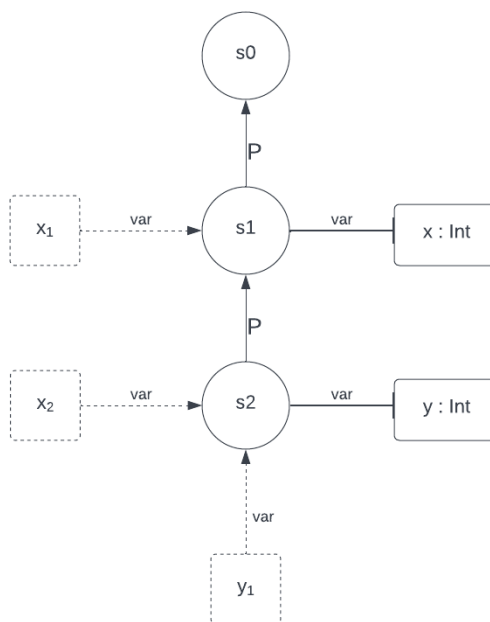 s0
P
x₁
var
s1
var
x : Int
P
x₂
var
s2
var
y : Int
var
y₁